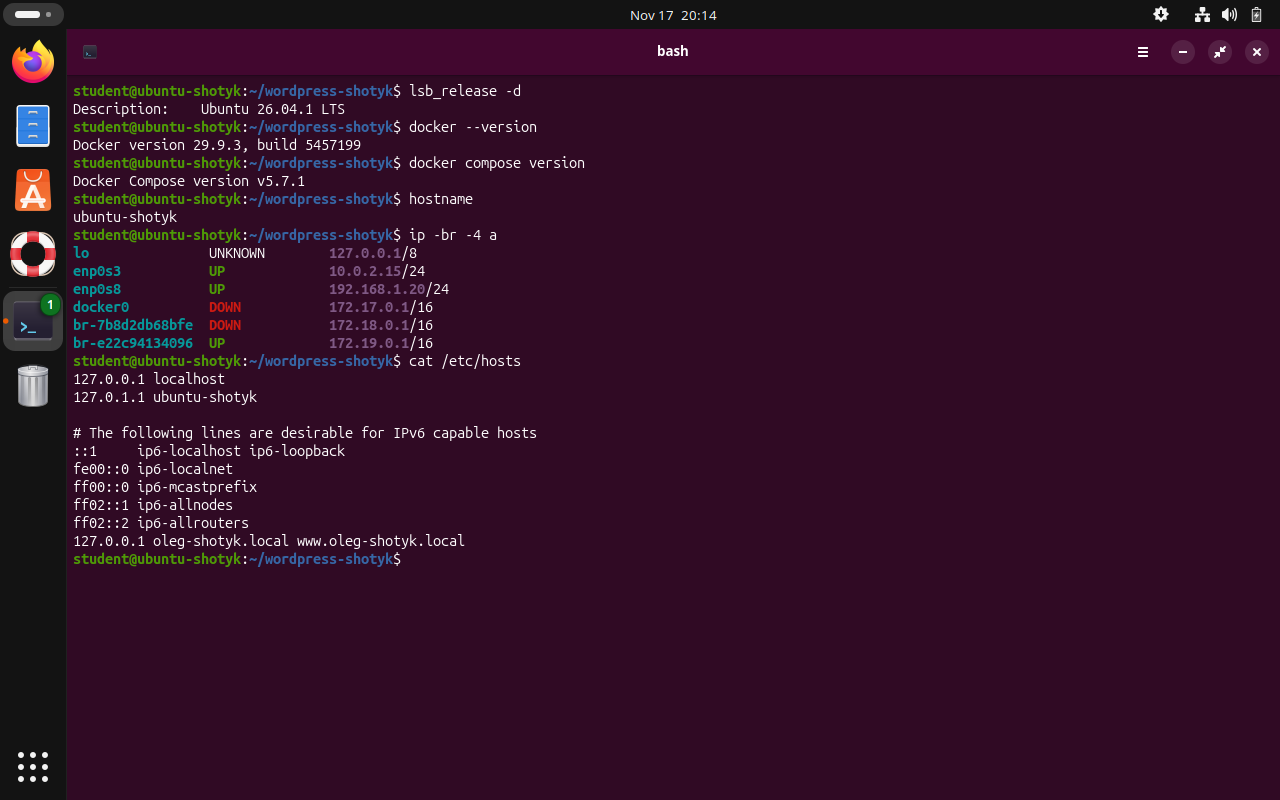 Nov 17 20:14
bash
student@ubuntu-shotyk:~/wordpress-shotyk$ lsb_release -d
Description:    Ubuntu 26.04.1 LTS
student@ubuntu-shotyk:~/wordpress-shotyk$ docker --version
Docker version 29.9.3, build 5457199
student@ubuntu-shotyk:~/wordpress-shotyk$ docker compose version
Docker Compose version v5.7.1
student@ubuntu-shotyk:~/wordpress-shotyk$ hostname
ubuntu-shotyk
student@ubuntu-shotyk:~/wordpress-shotyk$ ip -br -4 a
lo               UNKNOWN        127.0.0.1/8
enp0s3           UP             10.0.2.15/24
enp0s8           UP             192.168.1.20/24
docker0          DOWN           172.17.0.1/16
br-7b8d2db68bfe  DOWN           172.18.0.1/16
br-e22c94134096  UP             172.19.0.1/16
student@ubuntu-shotyk:~/wordpress-shotyk$ cat /etc/hosts
127.0.0.1 localhost
127.0.1.1 ubuntu-shotyk

# The following lines are desirable for IPv6 capable hosts
::1     ip6-localhost ip6-loopback
fe00::0 ip6-localnet
ff00::0 ip6-mcastprefix
ff02::1 ip6-allnodes
ff02::2 ip6-allrouters
127.0.0.1 oleg-shotyk.local www.oleg-shotyk.local
student@ubuntu-shotyk:~/wordpress-shotyk$
1